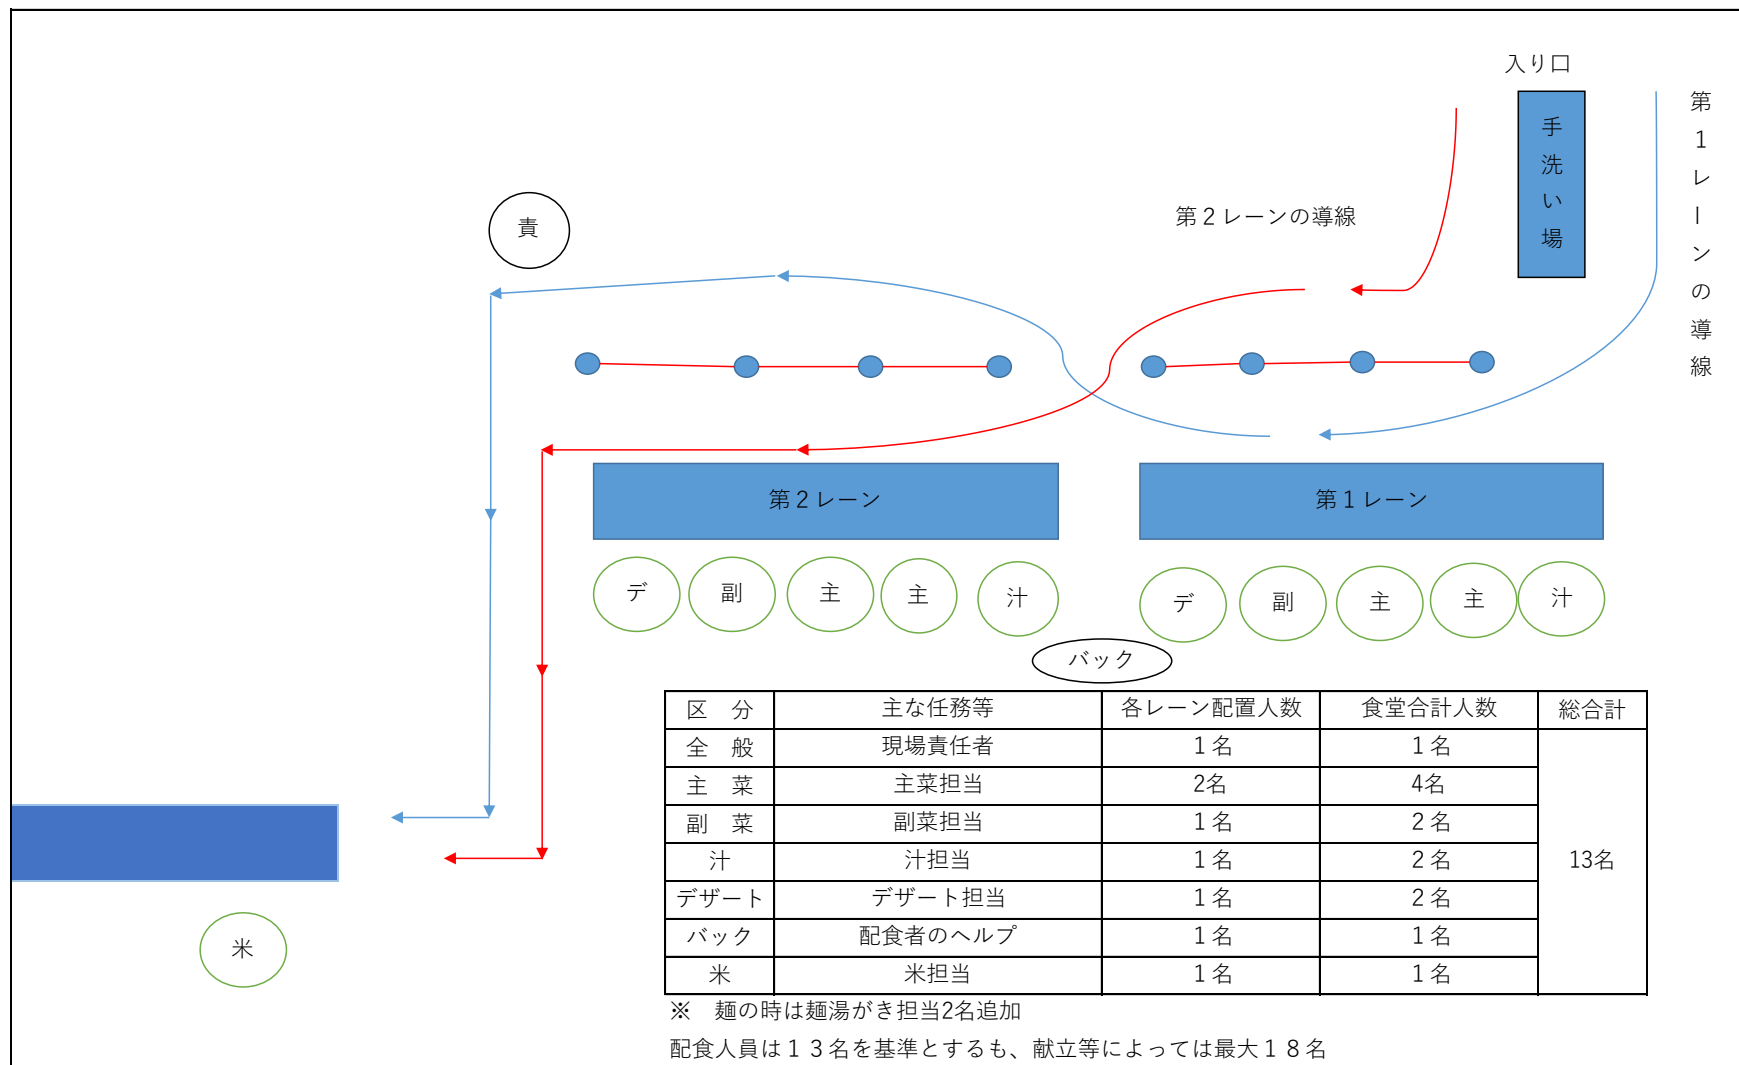 入り口
手洗い場
第１レーンの導線
第２レーンの導線
責
第２レーン
第１レーン
デ 副 主 主 汁
デ 副 主 主 汁
バック
区　分 主な任務等 各レーン配置人数 食堂合計人数 総合計
全　般 現場責任者 １名 １名
主　菜 主菜担当 2名 4名
副　菜 副菜担当 １名 ２名
汁 汁担当 １名 ２名 13名
デザート デザート担当 １名 ２名
バック 配食者のヘルプ １名 １名
米 米担当 １名 １名
米
※　麺の時は麺湯がき担当2名追加
配食人員は１３名を基準とするも、献立等によっては最大１８名